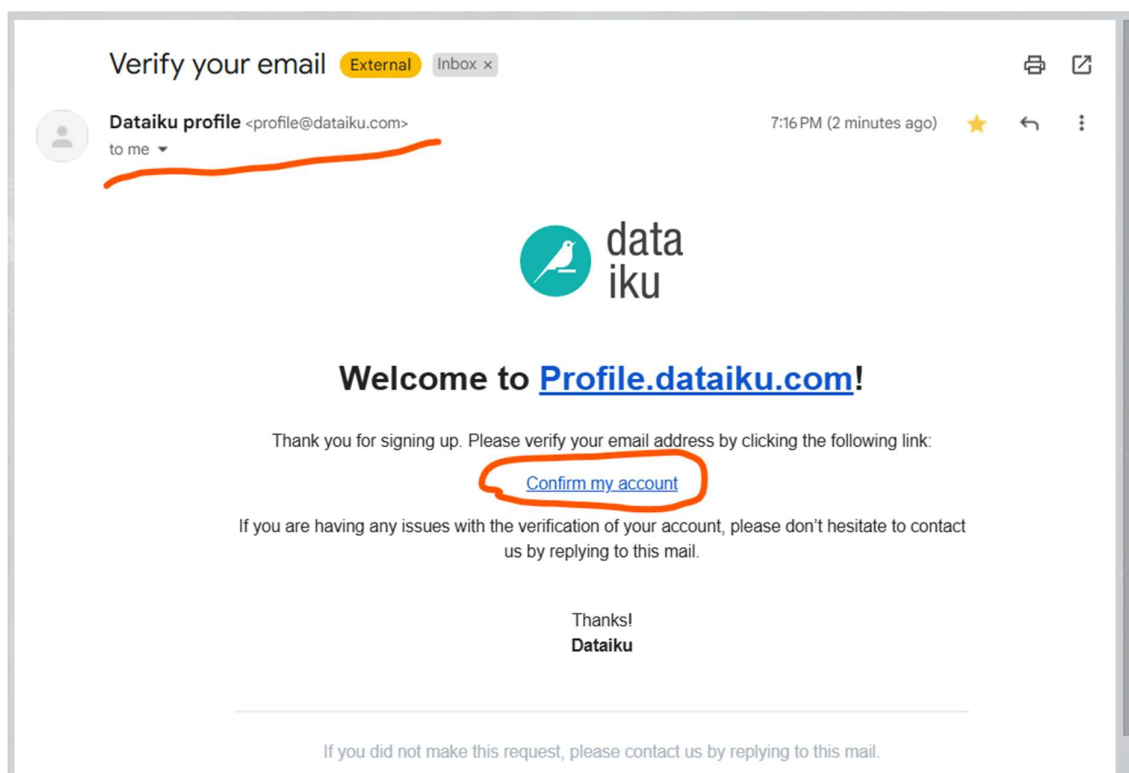 Verify your email External Inbox ×
Dataiku profile <profile@dataiku.com> 7:16 PM (2 minutes ago)
to me
data
iku
Welcome to Profile.dataiku.com!
Thank you for signing up. Please verify your email address by clicking the following link:
Confirm my account
If you are having any issues with the verification of your account, please don't hesitate to contact
us by replying to this mail.
Thanks!
Dataiku
If you did not make this request, please contact us by replying to this mail.